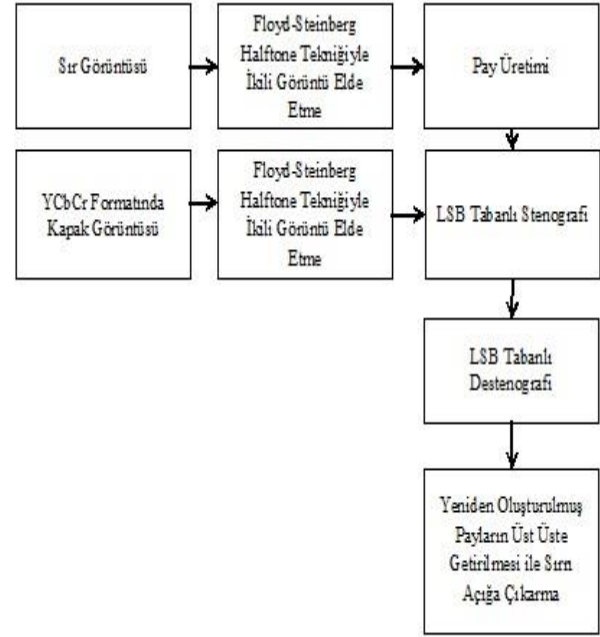 Sır Görüntüsü
Floyd-Steinberg
Halftone Tekniğiyle
İkili Görüntü Elde
Etme
Pay Üretimi
YCbCr Formatında
Kapak Görüntüsü
Floyd-Steinberg
Halftone Tekniğiyle
İkili Görüntü Elde
Etme
LSB Tabanlı Stenografi
LSB Tabanlı
Destenografi
Yeniden Oluşturulmuş
Payların Üst Üste
Getirilmesi ile Sırrı
Açığa Çıkarma